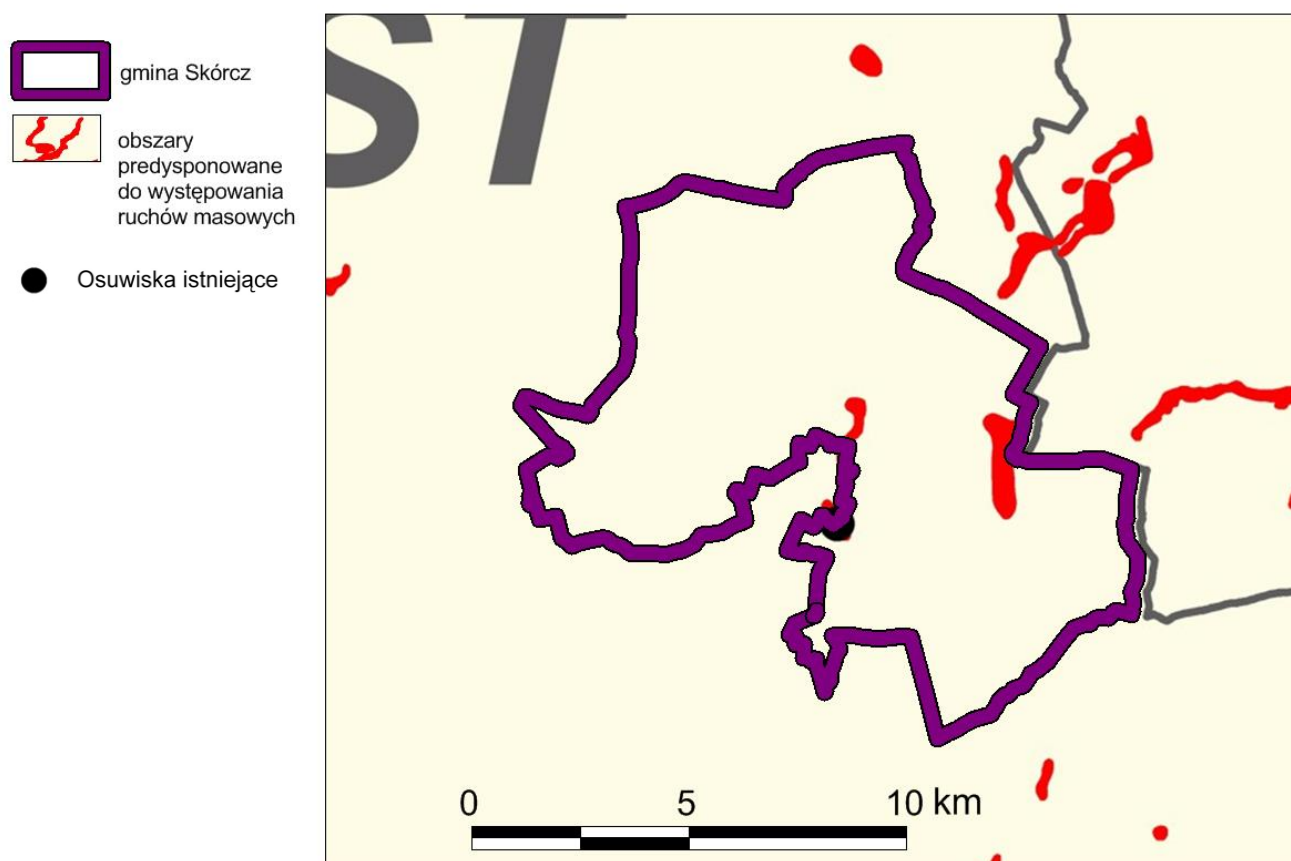 gmina Skórcz
obszary
predysponowane
do występowania
ruchów masowych
Osuwiska istniejące
ST
0 5 10 km